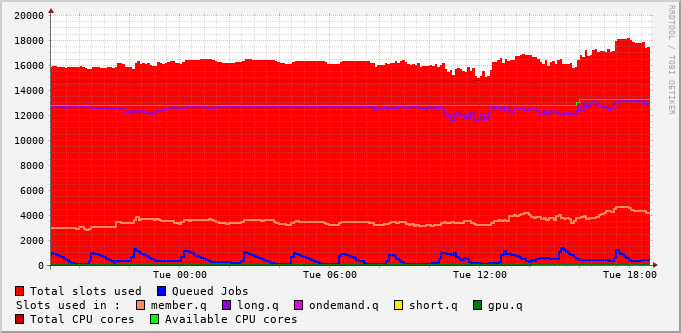 20000
18000
16000
14000
12000
10000
8000
6000
4000
2000
0
Tue 00:00 Tue 06:00 Tue 12:00 Tue 18:00
RRDTOOL / TOBI OETIKER
Total slots used Queued Jobs
Slots used in : member.q long.q ondemand.q short.q gpu.q
Total CPU cores Available CPU cores